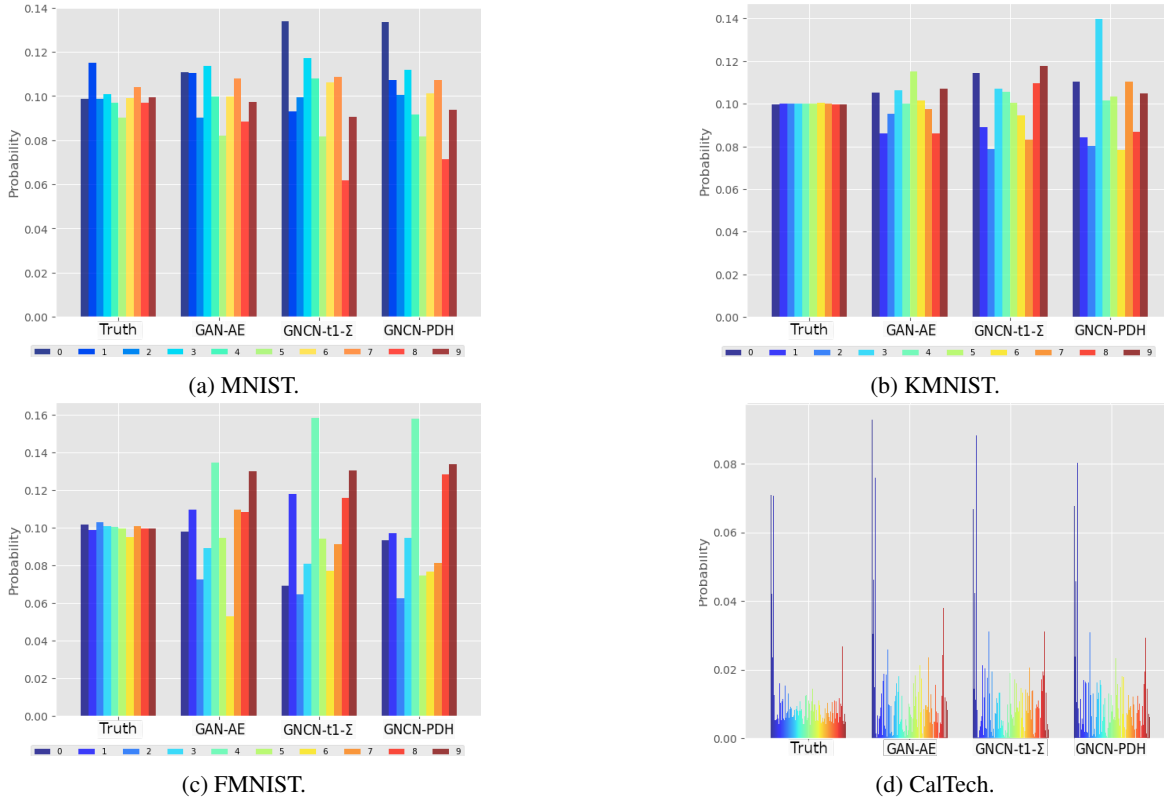 0.14
0.12
0.10
0.08
0.06
0.04
0.02
0.00
Probability
Truth GAN-AE GNCN-t1-Σ GNCN-PDH
0 1 2 3 4 5 6 7 8 9
(a) MNIST.
0.14
0.12
0.10
0.08
0.06
0.04
0.02
0.00
Probability
Truth GAN-AE GNCN-t1-Σ GNCN-PDH
0 1 2 3 4 5 6 7 8 9
(b) KMNIST.
0.16
0.14
0.12
0.10
0.08
0.06
0.04
0.02
0.00
Probability
Truth GAN-AE GNCN-t1-Σ GNCN-PDH
0 1 2 3 4 5 6 7 8 9
(c) FMNIST.
0.08
0.06
0.04
0.02
0.00
Probability
Truth GAN-AE GNCN-t1-Σ GNCN-PDH
(d) CalTech.